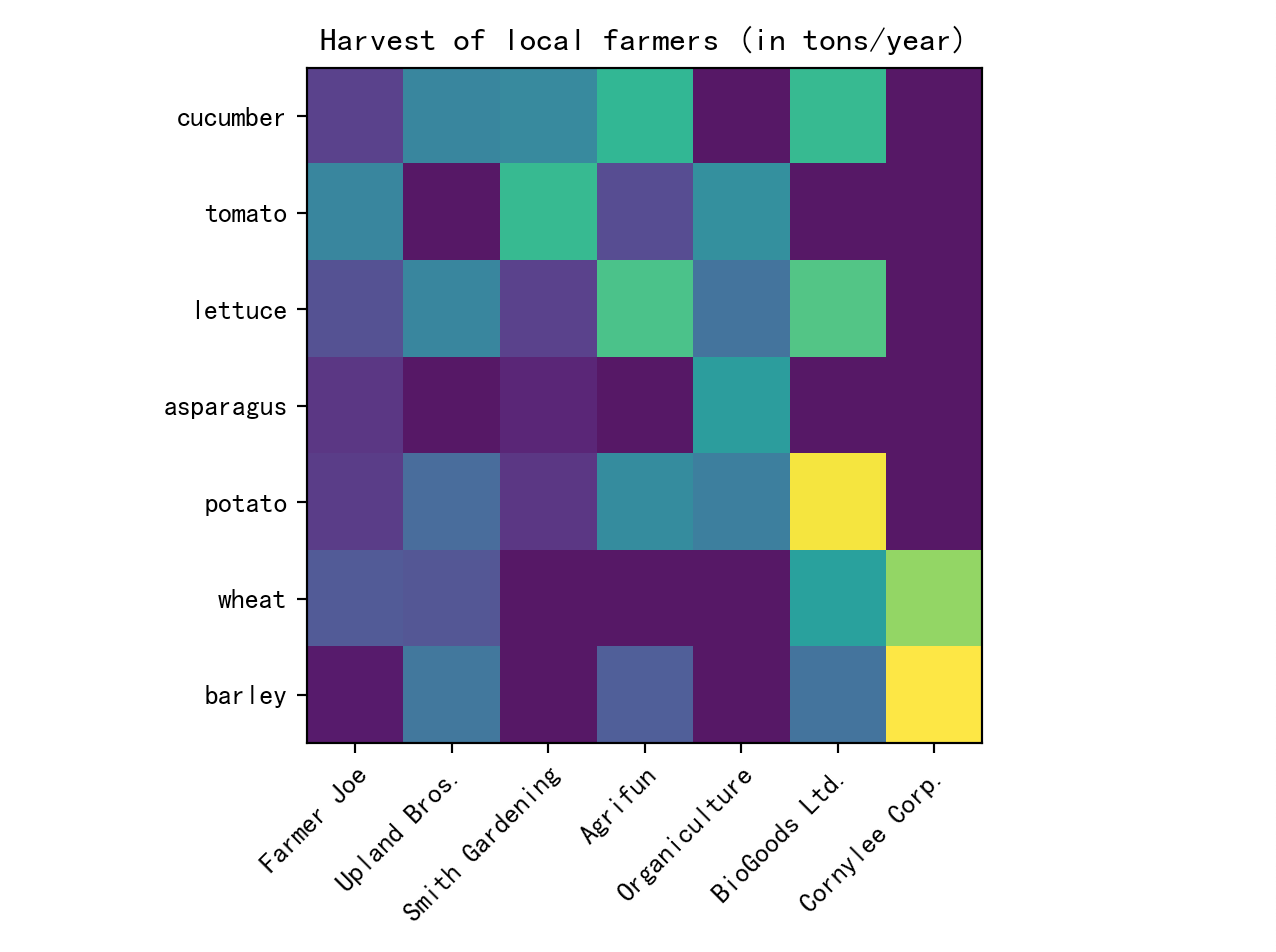 Harvest of local farmers (in tons/year)
cucumber
tomato
lettuce
asparagus
potato
wheat
barley
Farmer Joe
Upland Bros.
Smith Gardening
Agrifun
Organiculture
BioGoods Ltd.
Cornylee Corp.